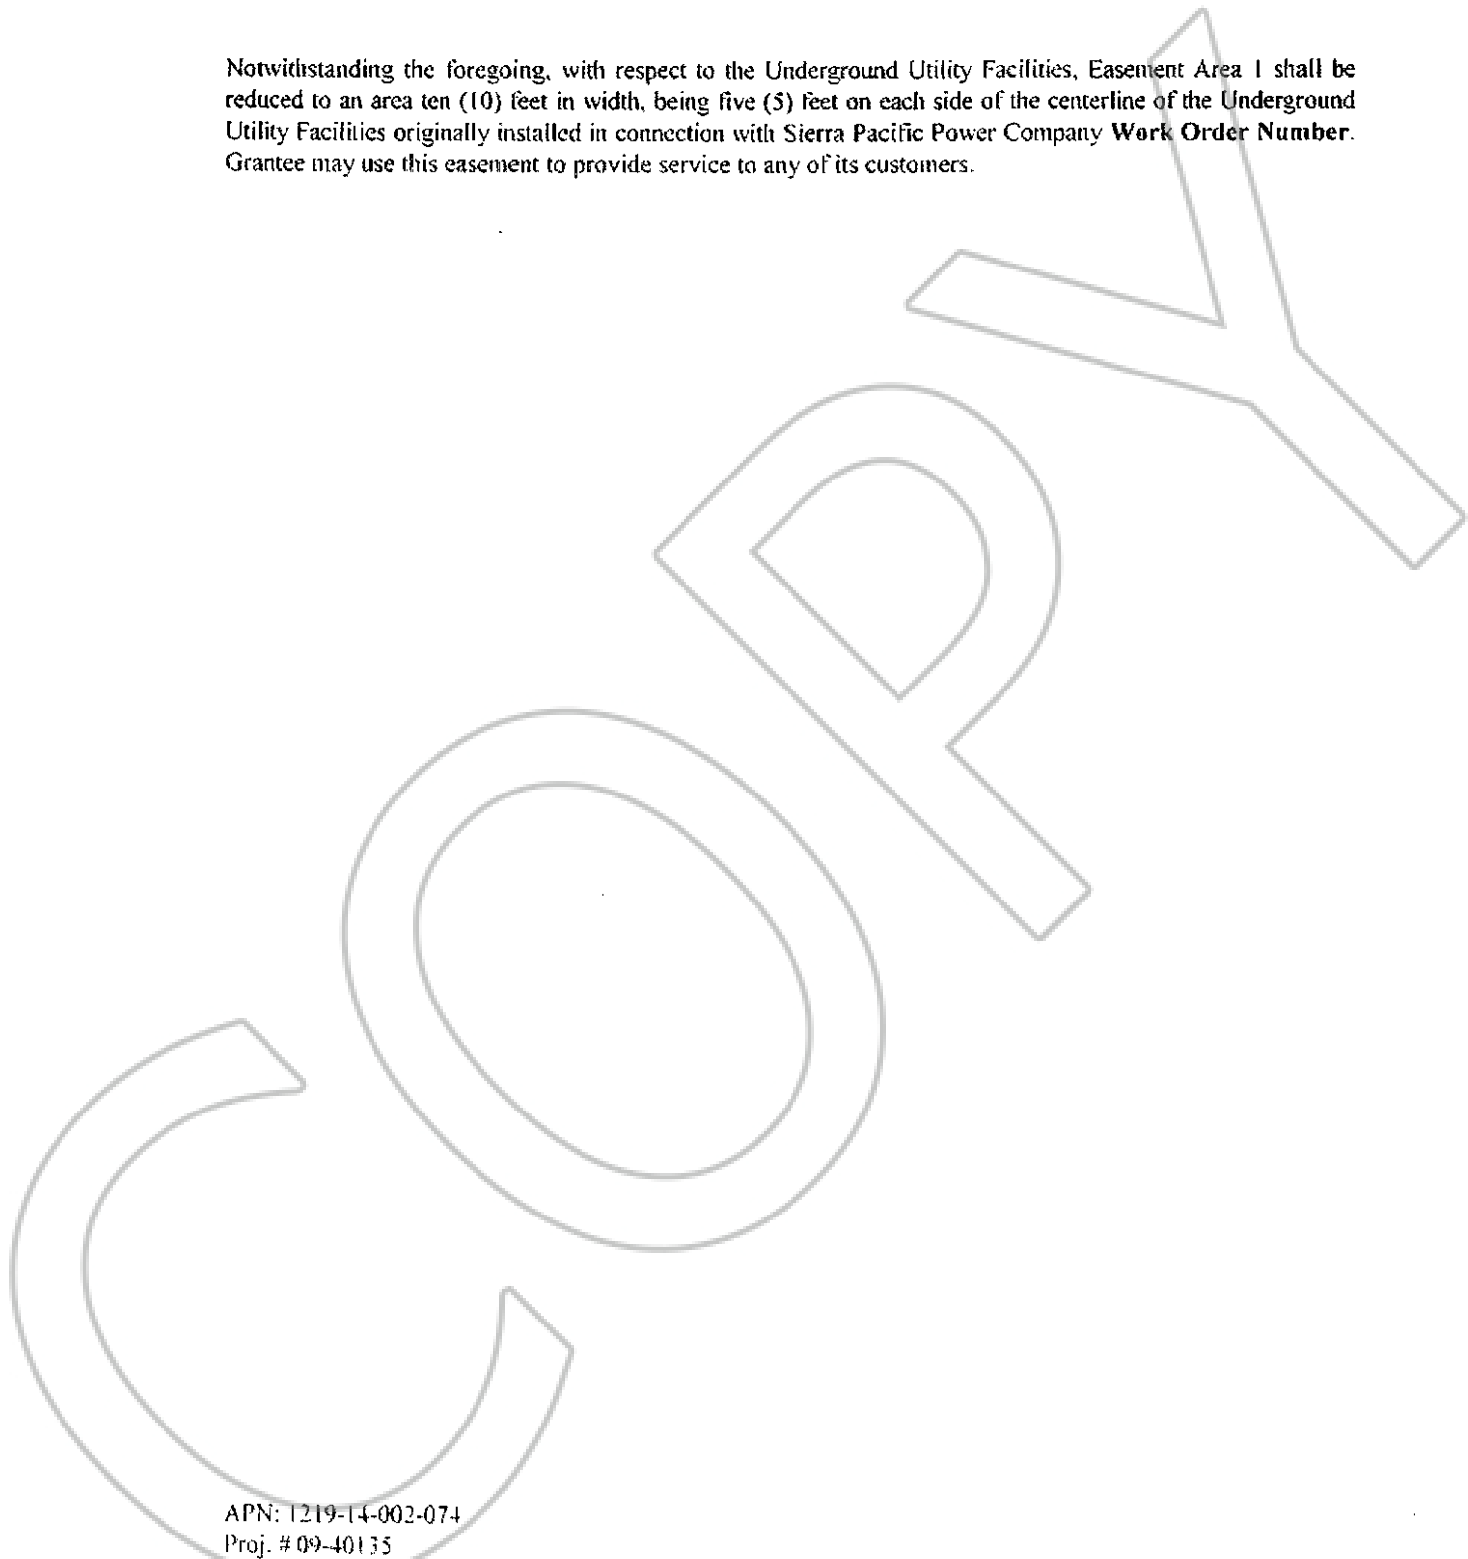 Notwithstanding the foregoing, with respect to the Underground Utility Facilities, Easement Area 1 shall be
reduced to an area ten (10) feet in width, being five (5) feet on each side of the centerline of the Underground
Utility Facilities originally installed in connection with Sierra Pacific Power Company Work Order Number.
Grantee may use this easement to provide service to any of its customers.
COPY
APN: 1219-14-002-074
Proj. # 09-40135